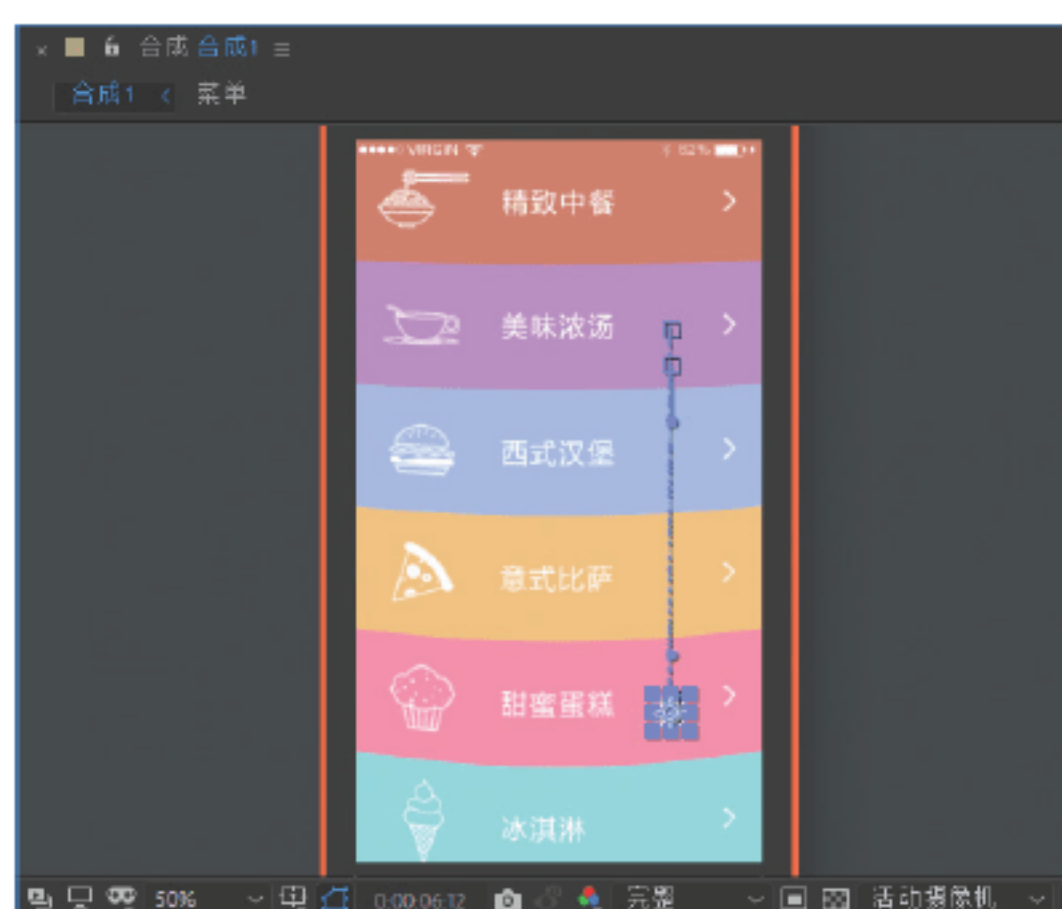 × 合成 合成1 ≡
合成1 < 菜单
VIRGIN 82%
精致中餐 >
美味浓汤 >
西式汉堡 >
意式比萨 >
甜蜜蛋糕 >
冰淇淋 >
50% 0:00:06:12 完整 活动摄像机